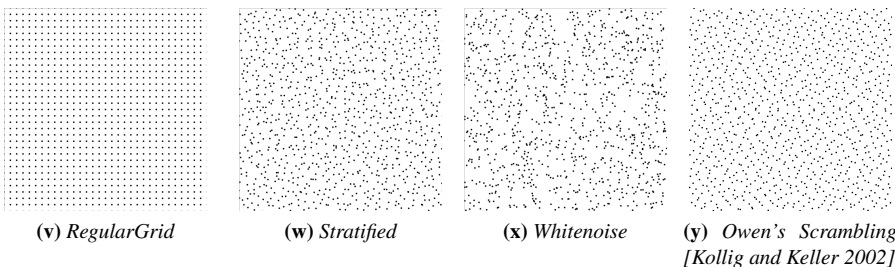 (v) RegularGrid
(w) Stratified
(x) Whitenoise
(y) Owen's Scrambling
[Kollig and Keller 2002]